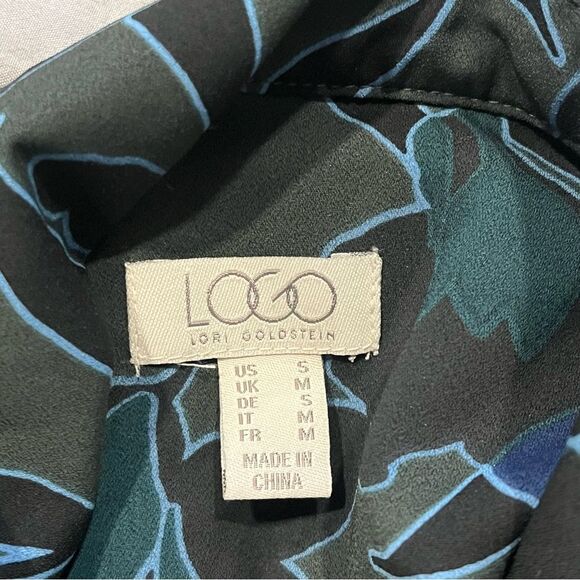 LOGO
LORI GOLDSTEIN
US S
UK M
DE S
IT M
FR M
MADE IN
CHINA